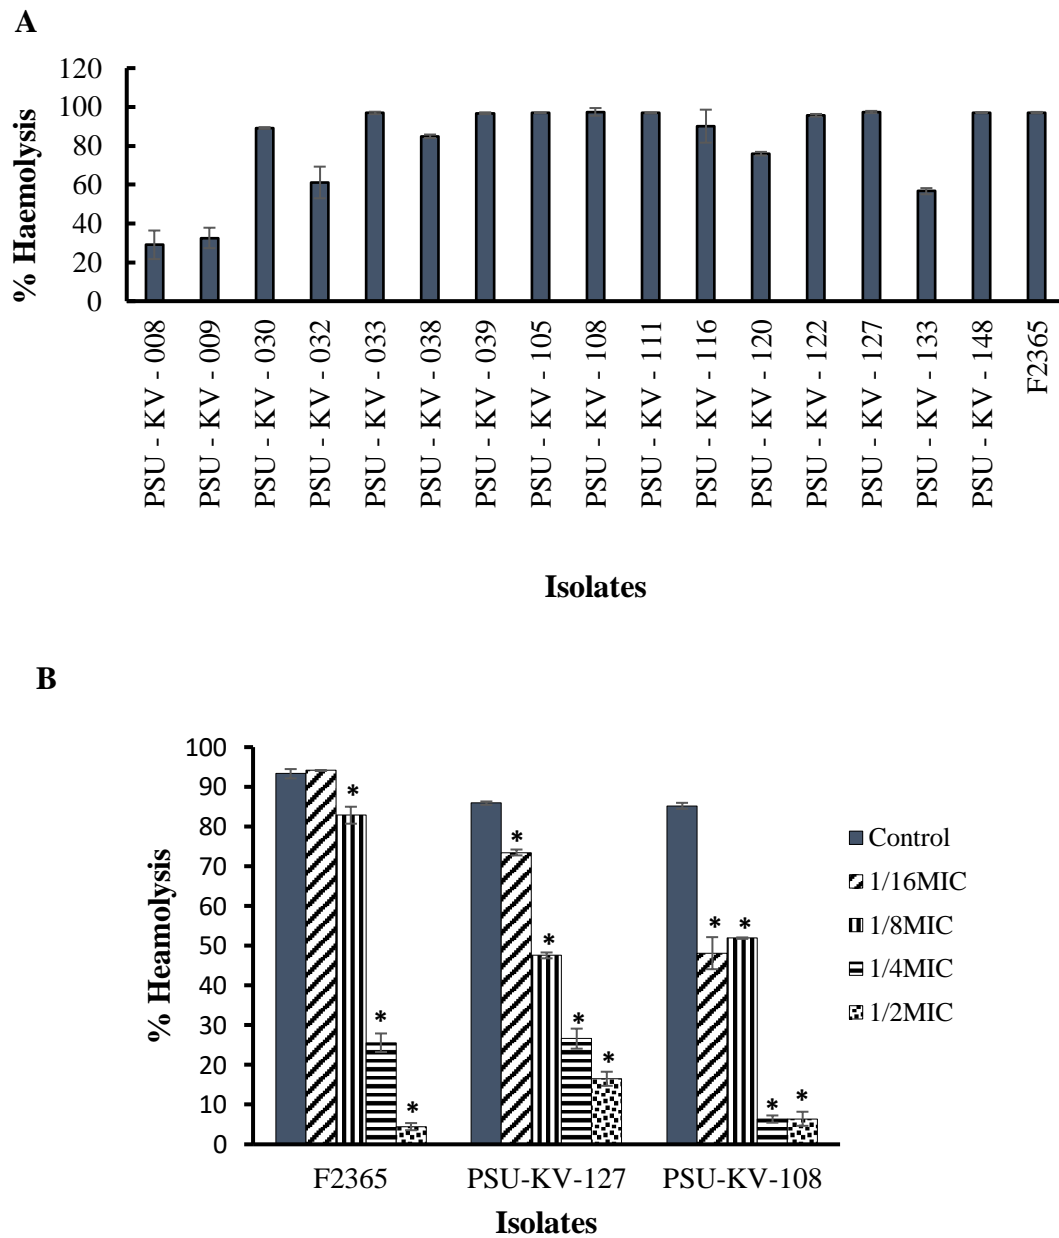 A
% Haemolysis
120
100
80
60
40
20
0
PSU - KV - 008
PSU - KV - 009
PSU - KV - 030
PSU - KV - 032
PSU - KV - 033
PSU - KV - 038
PSU - KV - 039
PSU - KV - 105
PSU - KV - 108
PSU - KV - 111
PSU - KV - 116
PSU - KV - 120
PSU - KV - 122
PSU - KV - 127
PSU - KV - 133
PSU - KV - 148
F2365
Isolates
B
% Heamolysis
100
90
80
70
60
50
40
30
20
10
0
*
*
*
*
*
*
*
*
*
*
*
F2365 PSU-KV-127 PSU-KV-108
Isolates
Control
1/16MIC
1/8MIC
1/4MIC
1/2MIC